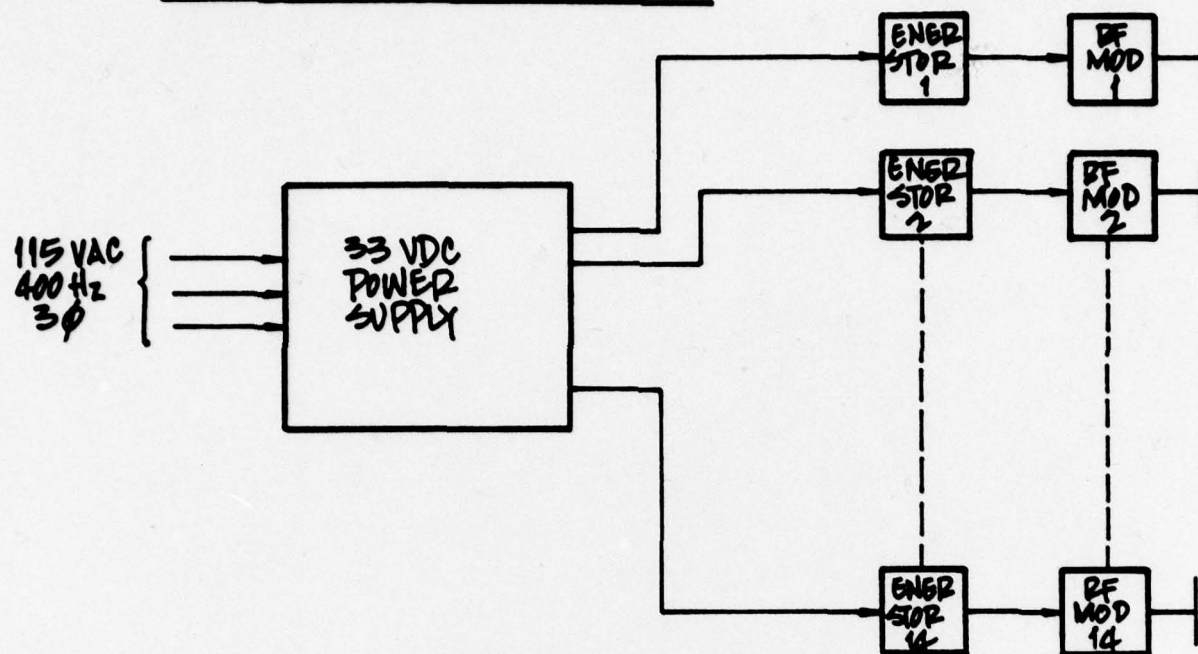 ENER
STOR
1
RF
MOD
1
ENER
STOR
2
RF
MOD
2
115 VAC
400 Hz
3Ø
33 VDC
POWER
SUPPLY
ENER
STOR
14
RF
MOD
14